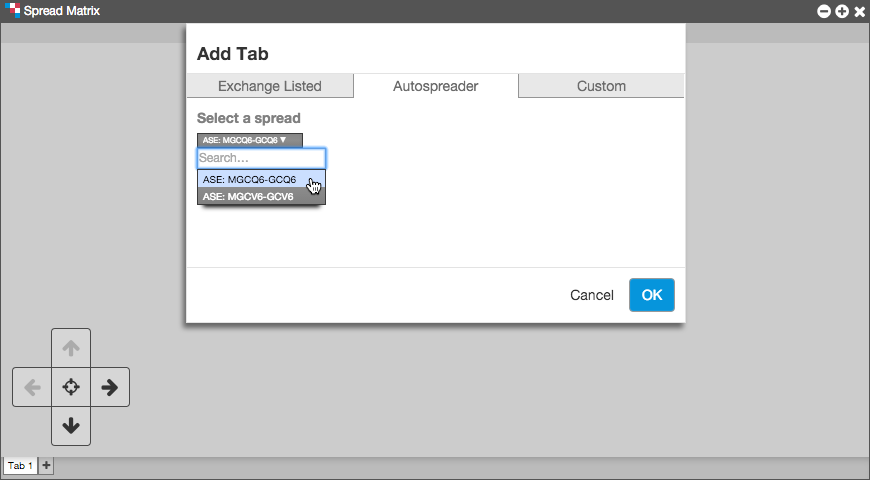 Spread Matrix
Add Tab
Exchange Listed
Autospreader
Custom
Select a spread
ASE: MGCQ6-GCQ6 ▼
Search...
ASE: MGCQ6-GCQ6
ASE: MGCV6-GCV6
Cancel
OK
Tab 1